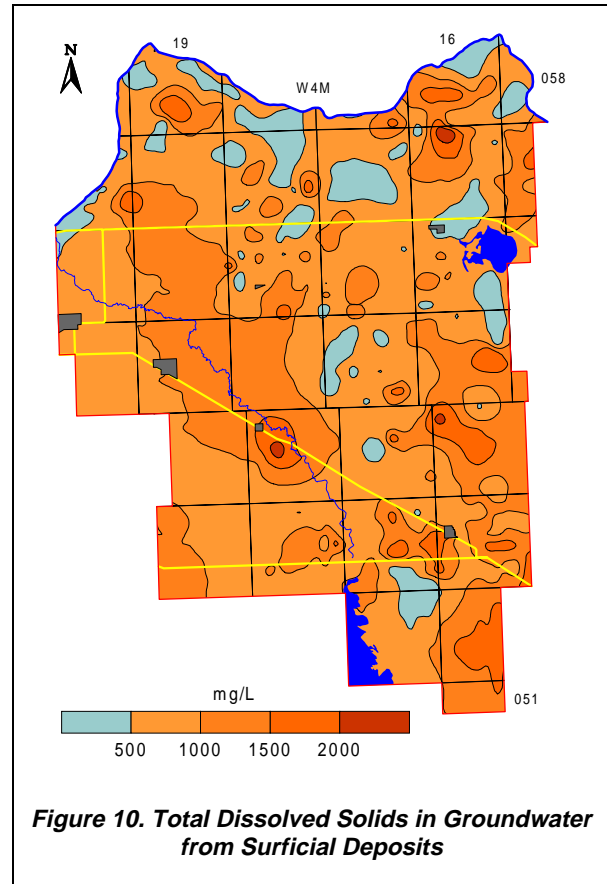 N
19
16
W4M
058
051
mg/L
500 1000 1500 2000
Figure 10. Total Dissolved Solids in Groundwater
from Surficial Deposits